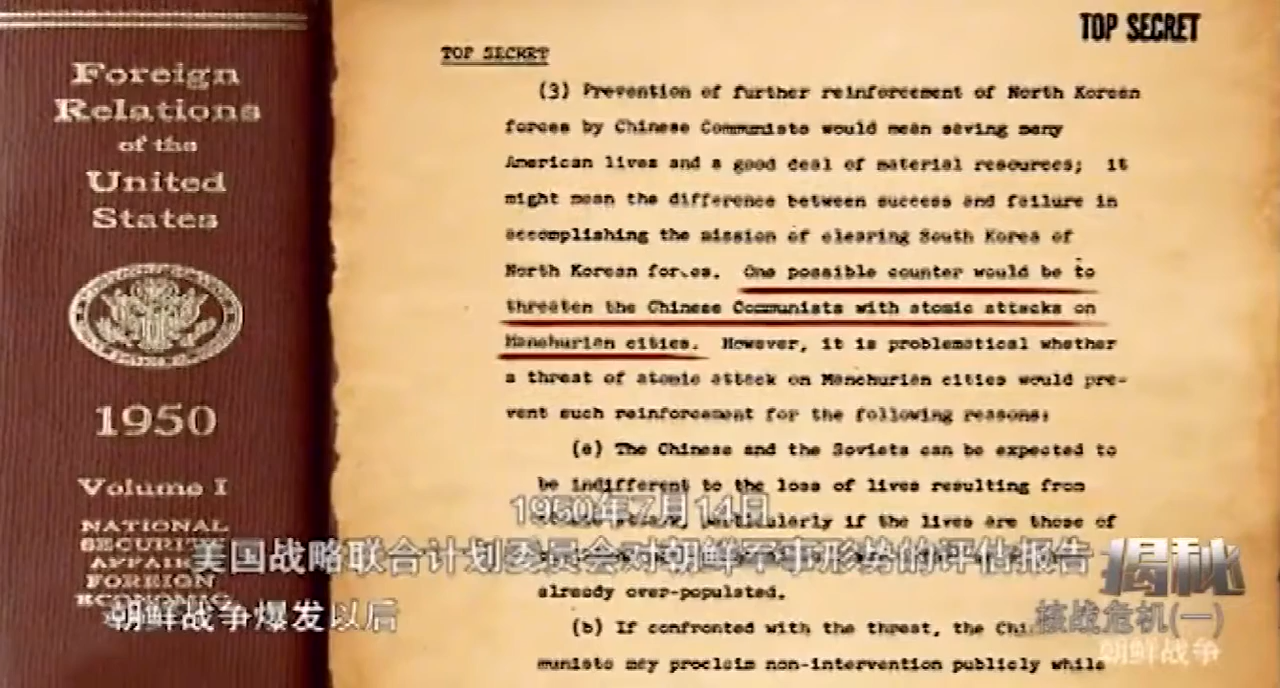 Foreign
Relations
of the
United
States
1950
Volume I
NATIONAL
SECURITY
AFFAIRS
FOREIGN
ECONOMIC
TOP SECRET
TOP SECRET
(3) Prevention of further reinforcement of North Korean
forces by Chinese Communists would mean saving many
American lives and a good deal of material resources; it
might mean the difference between success and failure in
accomplishing the mission of clearing South Korea of
North Korean forces. One possible counter would be to
threaten the Chinese Communists with atomic attacks on
Manchurian cities. However, it is problematical whether
a threat of atomic attack on Manchurian cities would pre-
vent such reinforcement for the following reasons:
(a) The Chinese and the Soviets can be expected to
be indifferent to the loss of lives resulting from
particularly if the lives are those of
already over-populated.
(b) If confronted with the threat, the
munists may proclaim non-intervention publicly while
1950年7月14日
美国战略联合计划委员会对朝鲜军事形势的评估报告
朝鲜战争爆发以后
揭秘
核战危机(一)
朝鲜战争